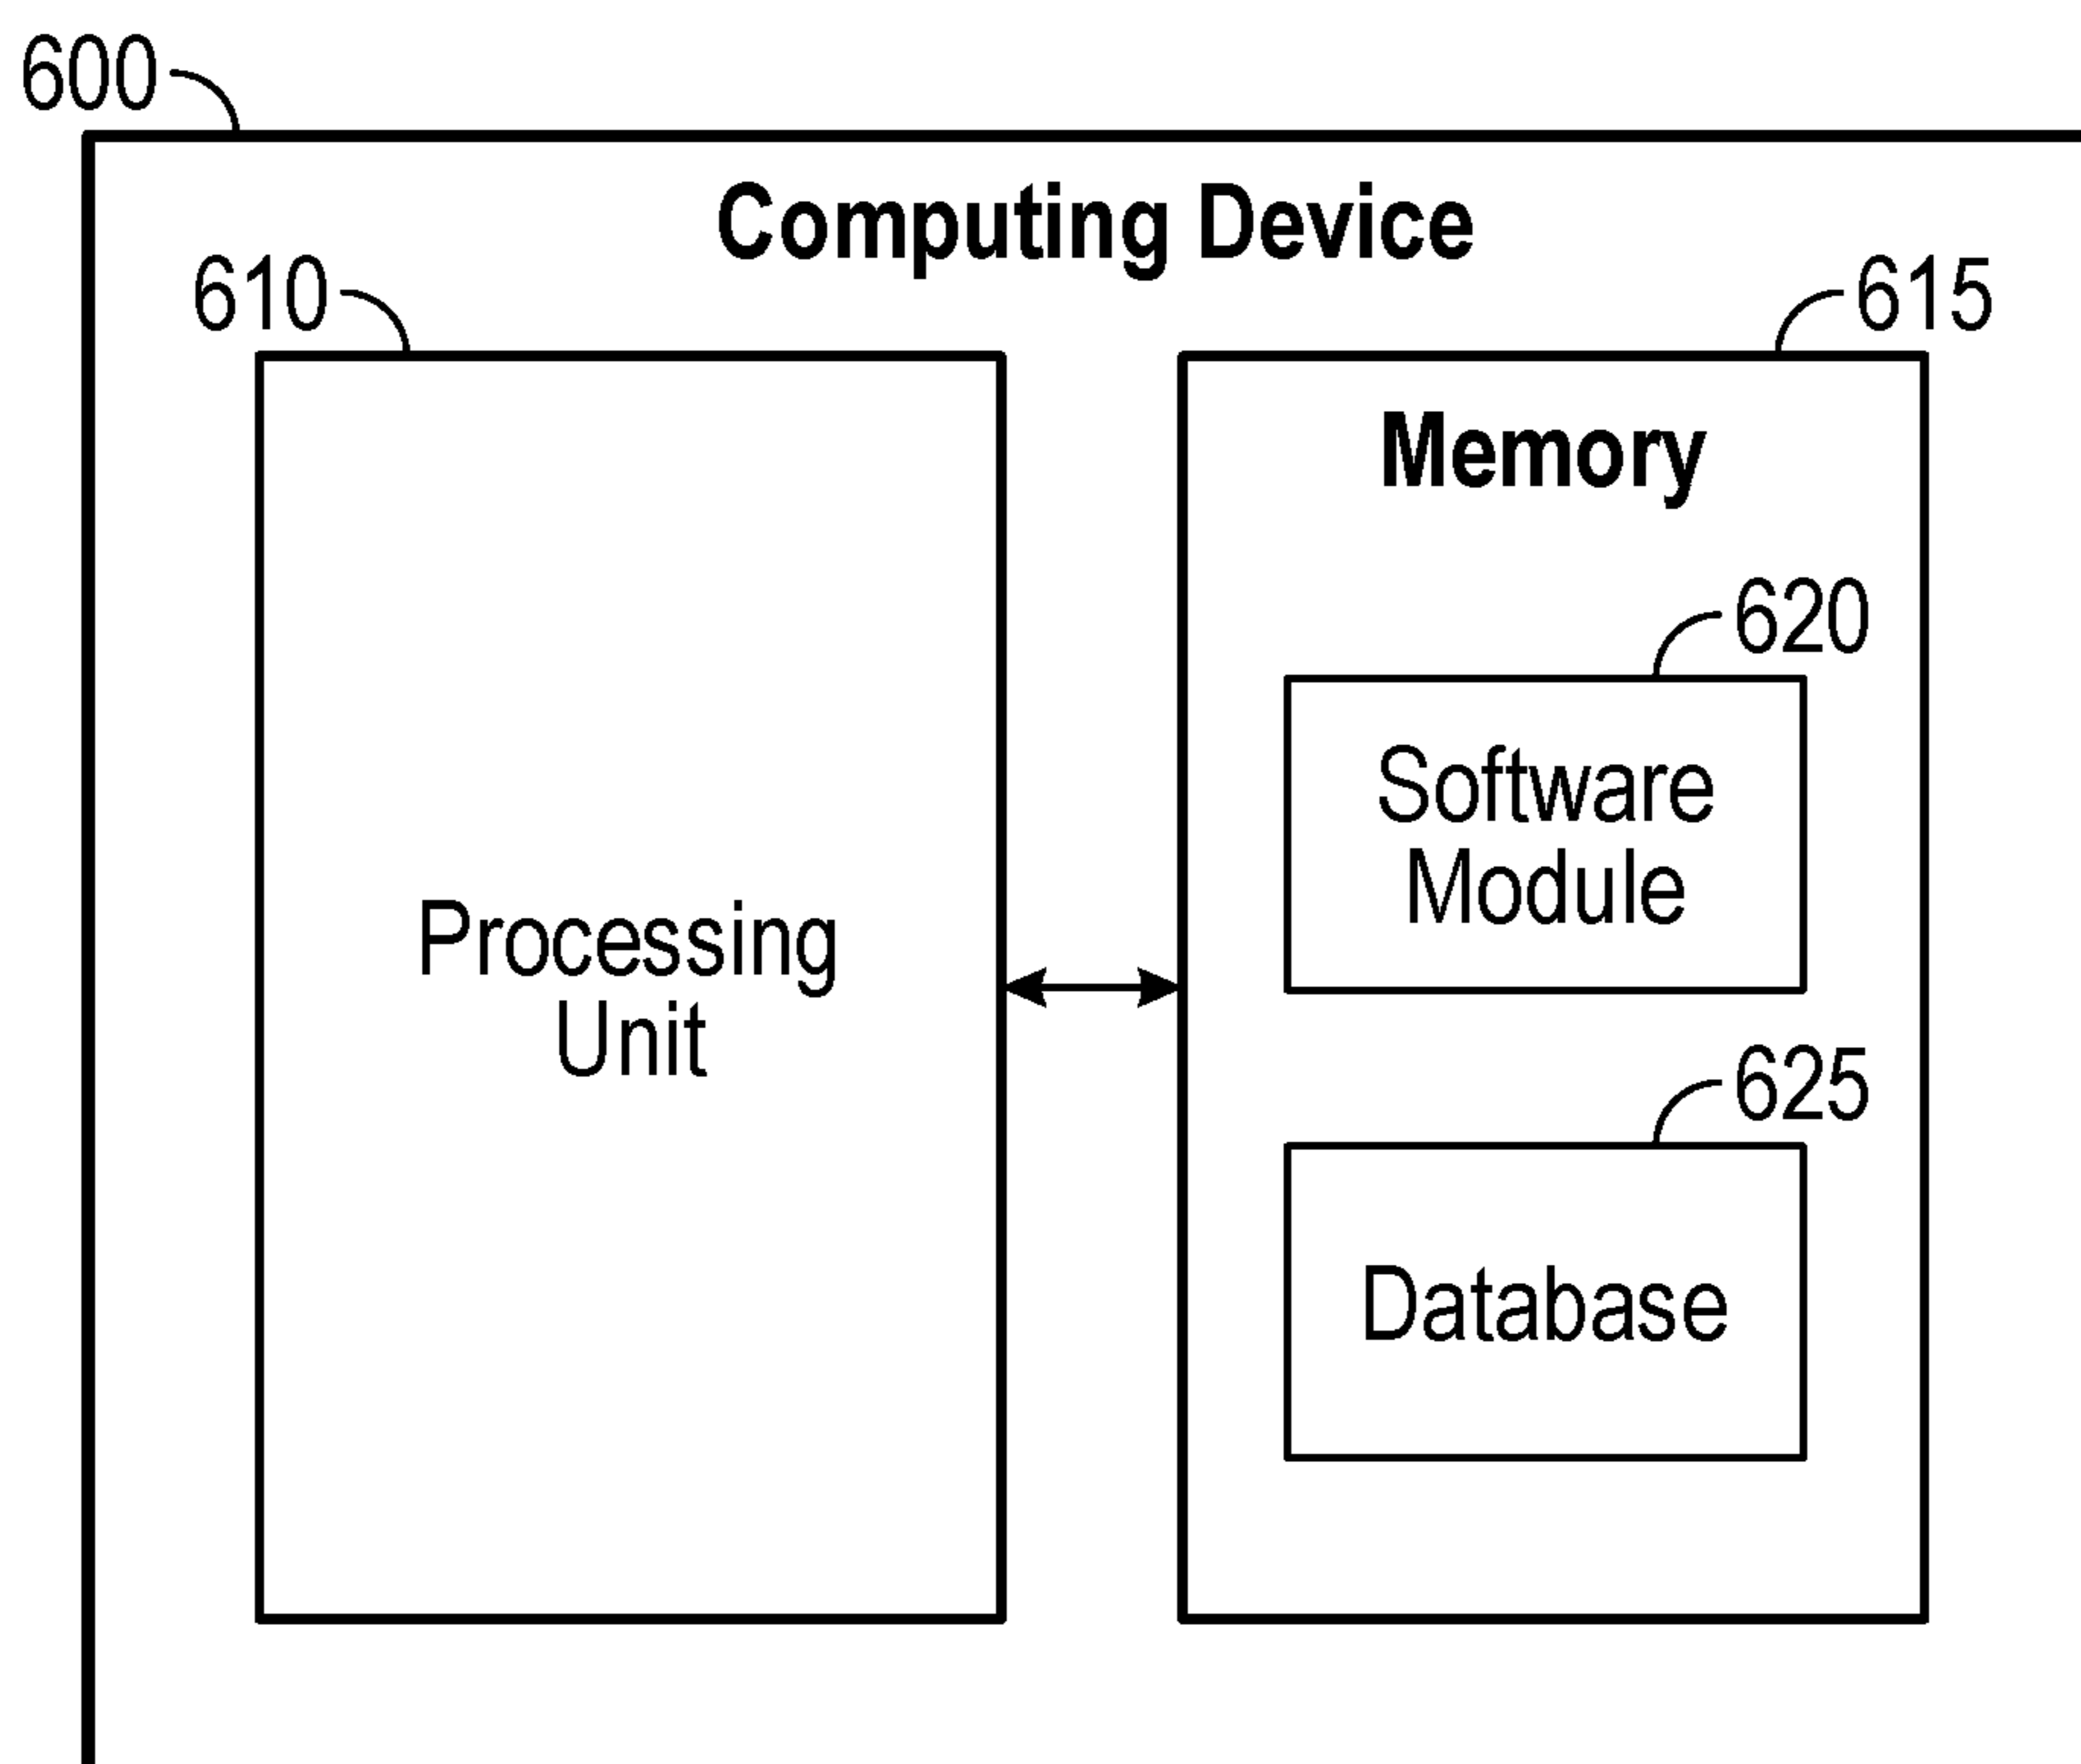 600
Computing Device
610
615
Memory
620
Software
Module
Processing
Unit
625
Database